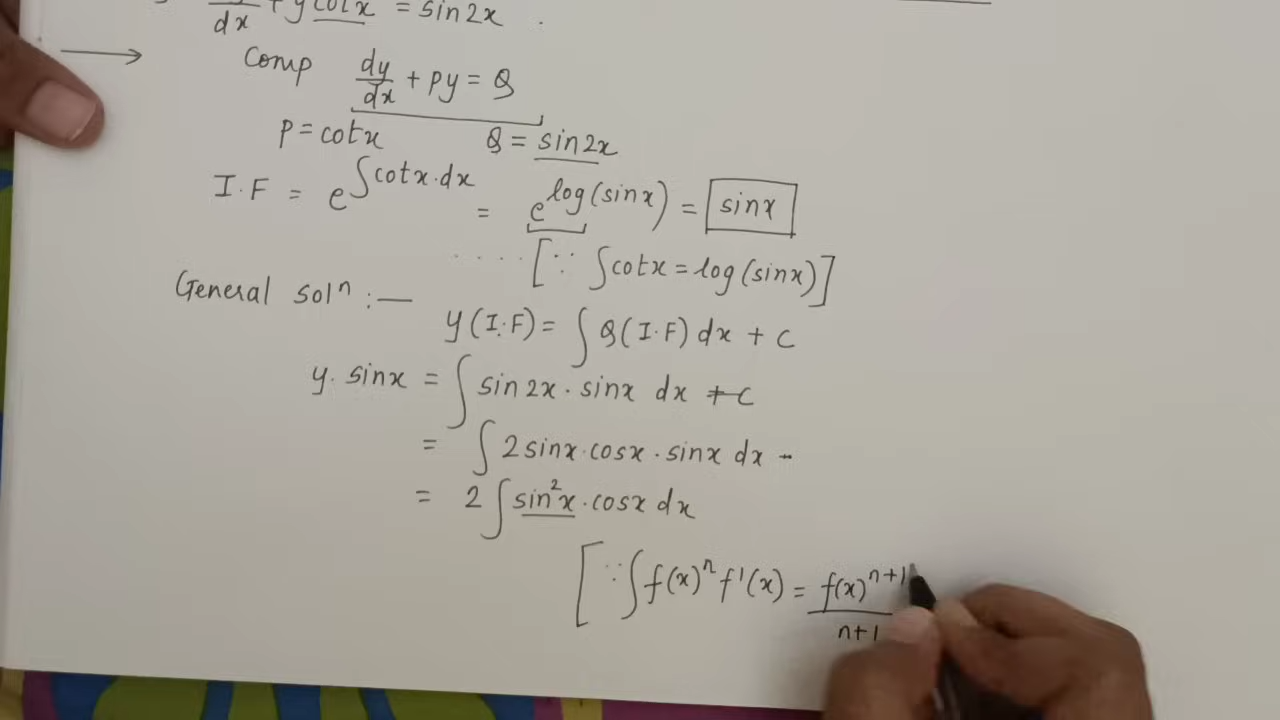 dy/dx + y cotx = sin2x .
Comp dy/dx + py = Q
P = cotx Q = sin2x
I.F = e^∫cotx.dx = e^log(sinx) = sinx
..... [∵ ∫cotx = log(sinx)]
General solⁿ :—
y(I.F) = ∫Q(I.F) dx + c
y. sinx = ∫sin2x . sinx dx + c
= ∫2sinx.cosx . sinx dx -
= 2∫sin²x . cosx dx
[∵ ∫f(x)^n f'(x) = f(x)^n+1/n+1